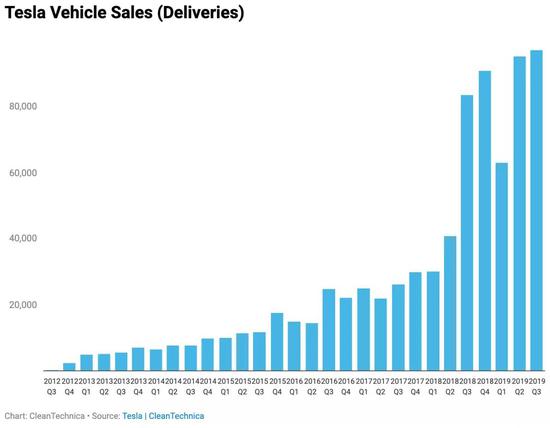 Tesla Vehicle Sales (Deliveries)
80,000
60,000
40,000
20,000
2012 2012 2013 2013 2013 2013 2014 2014 2014 2014 2015 2015 2015 2015 2016 2016 2016 2016 2017 2017 2017 2017 2018 2018 2018 2018 2019 2019 2019
Q3 Q4 Q1 Q2 Q3 Q4 Q1 Q2 Q3 Q4 Q1 Q2 Q3 Q4 Q1 Q2 Q3 Q4 Q1 Q2 Q3 Q4 Q1 Q2 Q3 Q4 Q1 Q2 Q3
Chart: CleanTechnica • Source: Tesla | CleanTechnica